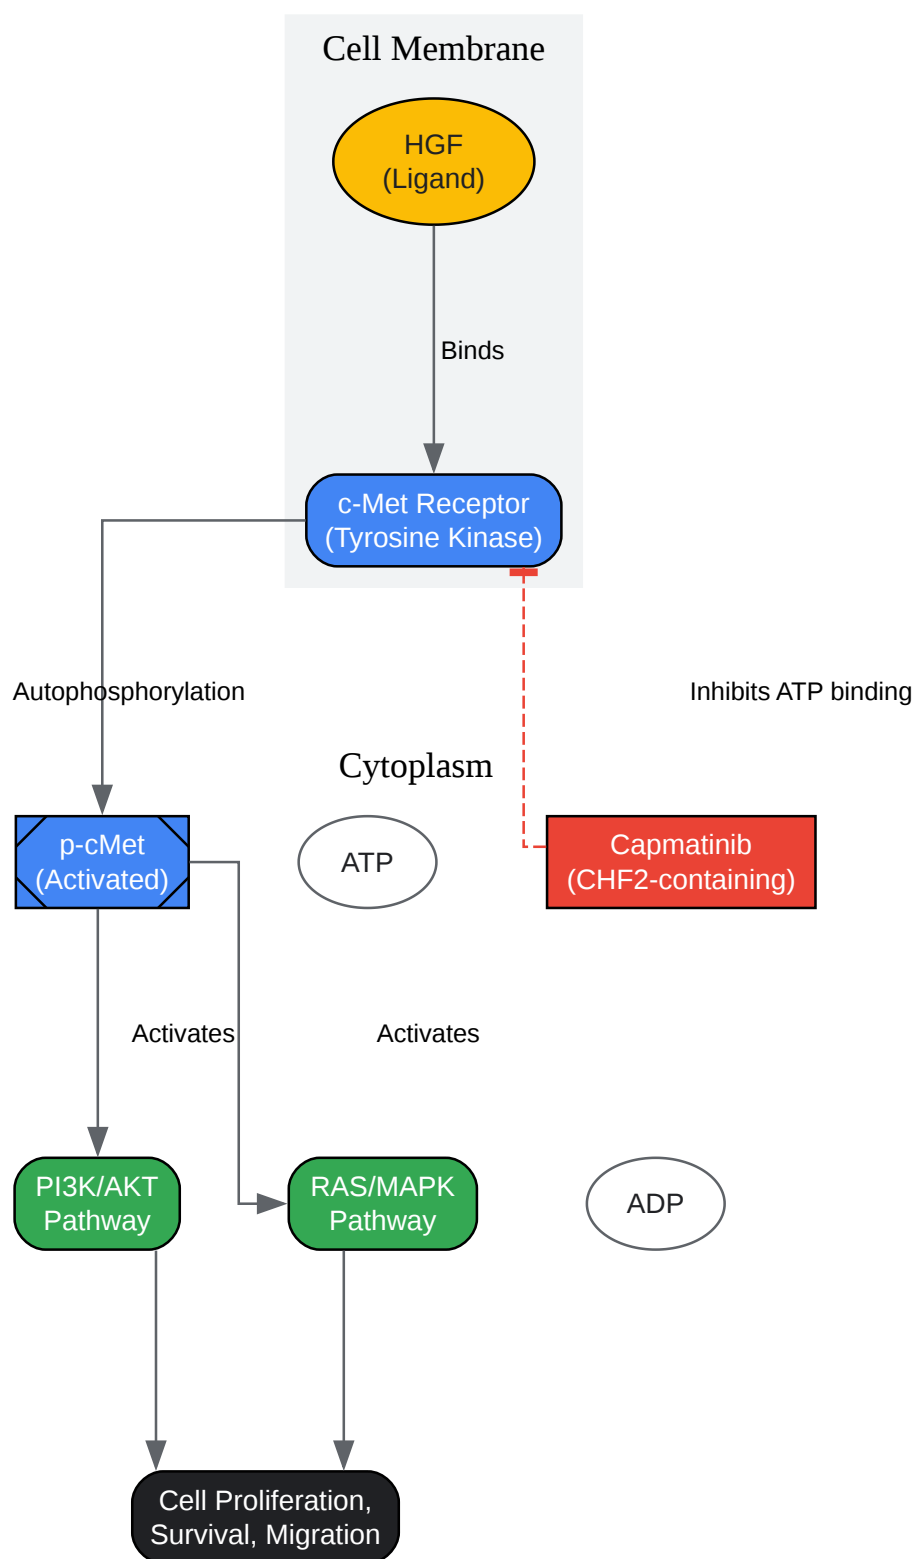 Cell Membrane
HGF
(Ligand)
Binds
c-Met Receptor
(Tyrosine Kinase)
Autophosphorylation
Inhibits ATP binding
Cytoplasm
p-cMet
(Activated)
ATP
Capmatinib
(CHF2-containing)
Activates
Activates
PI3K/AKT
Pathway
RAS/MAPK
Pathway
ADP
Cell Proliferation,
Survival, Migration